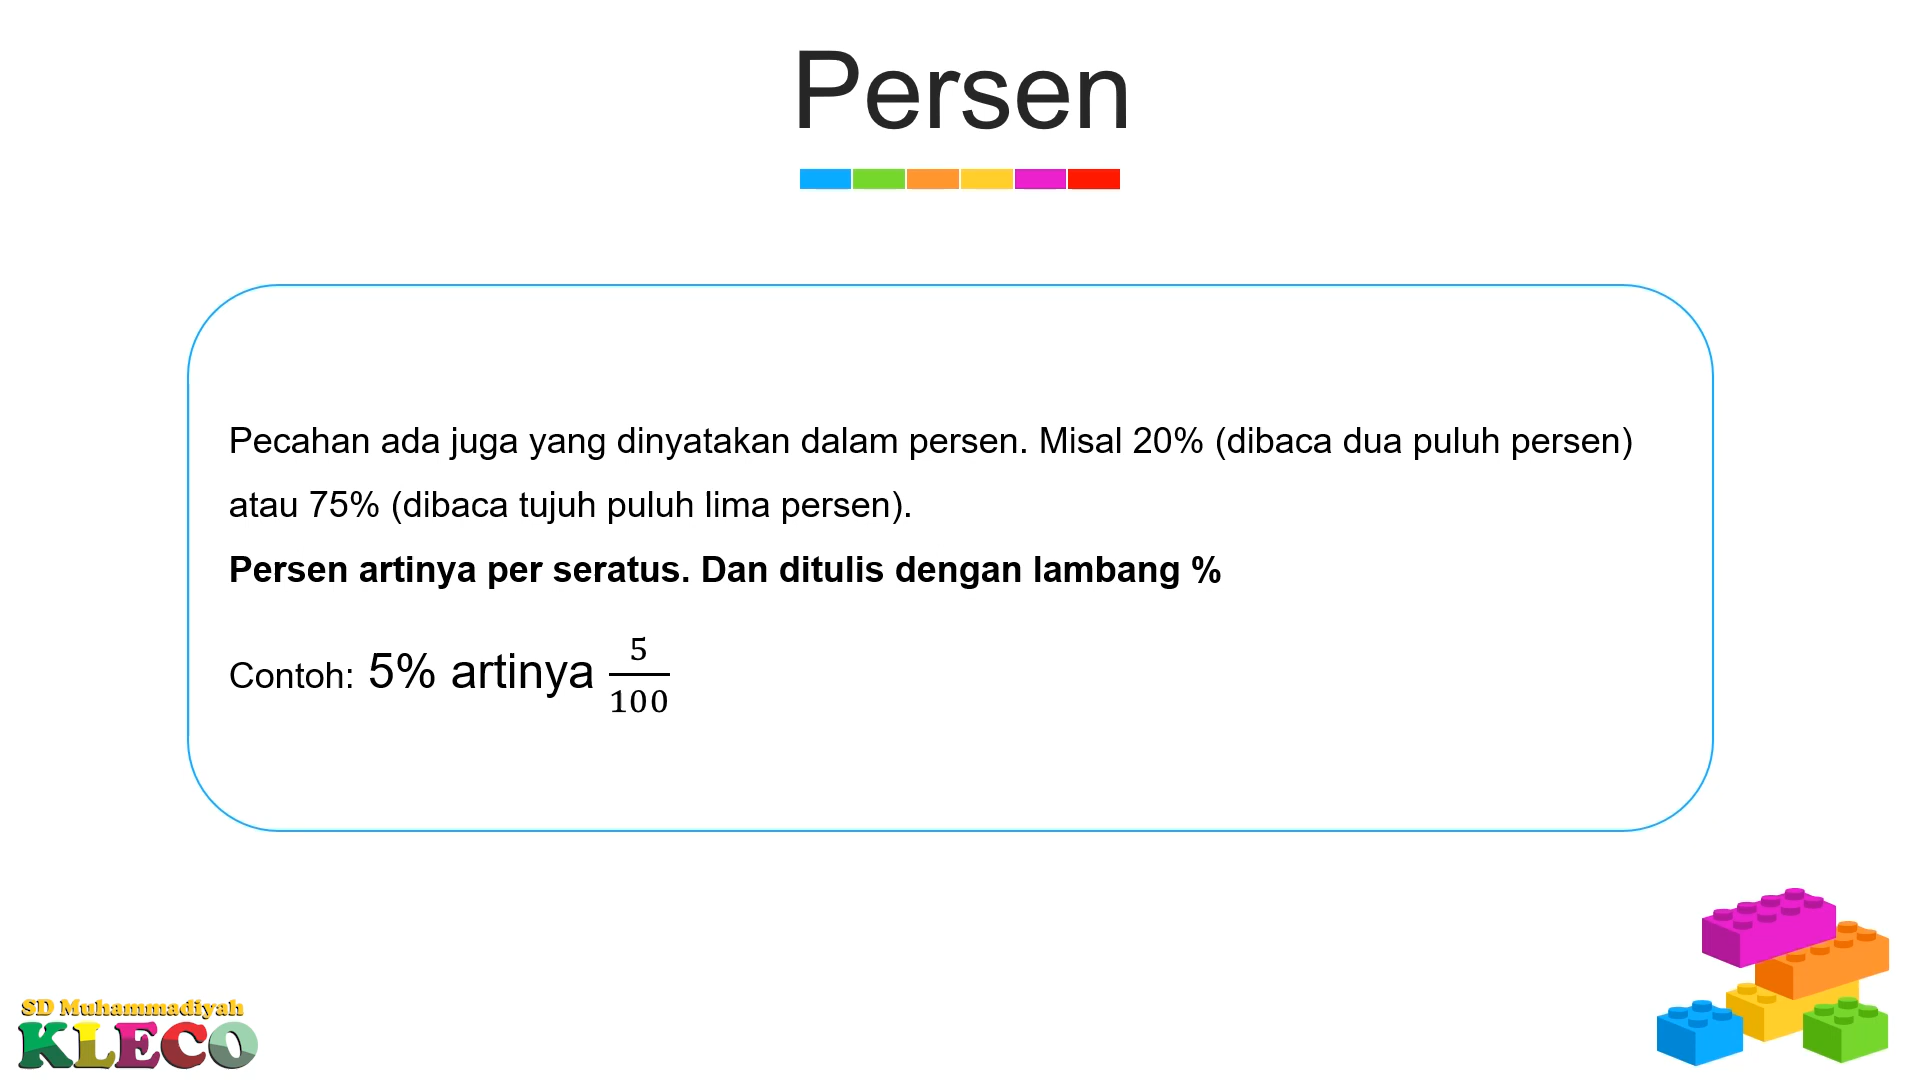 Persen
Pecahan ada juga yang dinyatakan dalam persen. Misal 20% (dibaca dua puluh persen)
atau 75% (dibaca tujuh puluh lima persen).
Persen artinya per seratus. Dan ditulis dengan lambang %
Contoh: 5% artinya 5/100
SD Muhammadiyah
KLECO